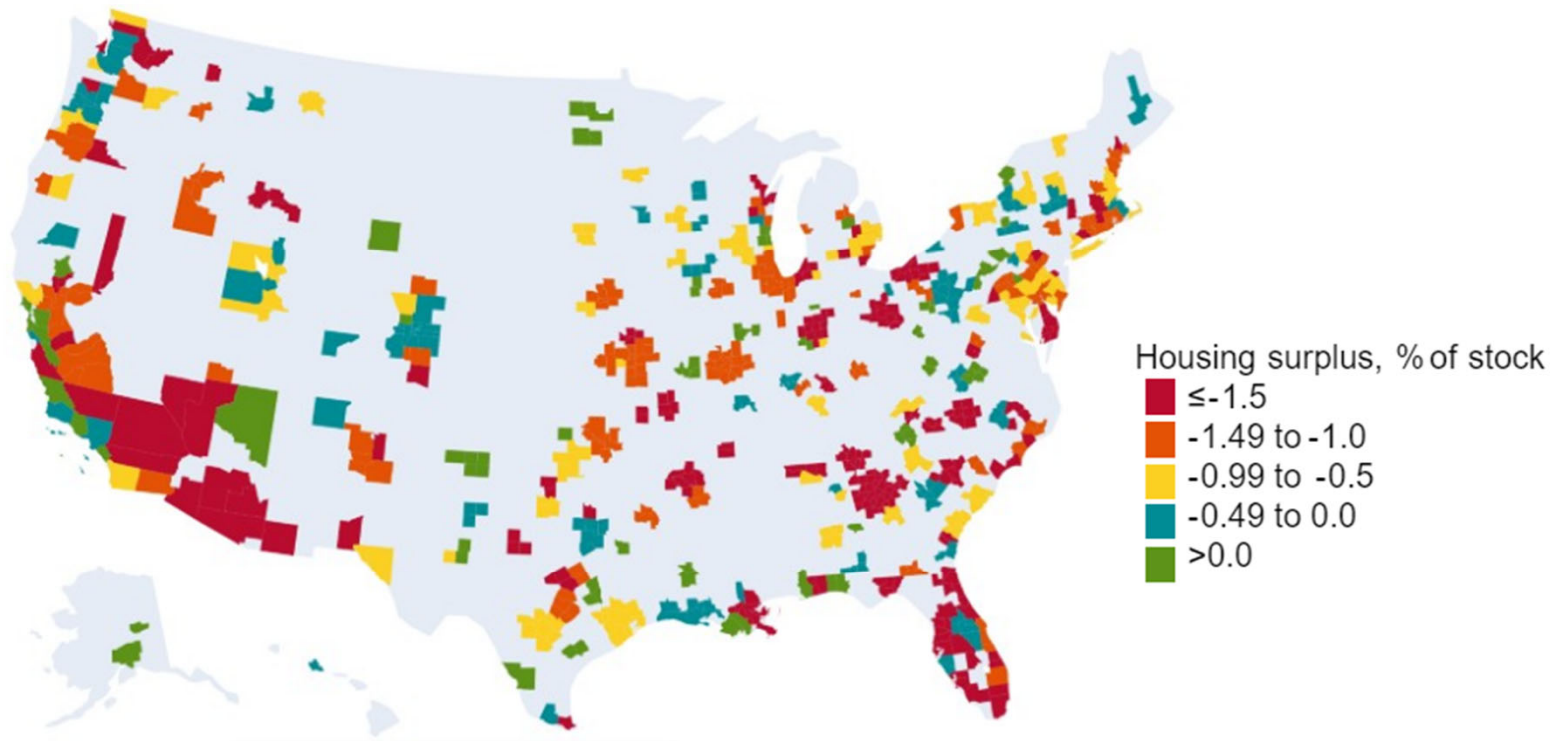 Housing surplus, % of stock
≤-1.5
-1.49 to -1.0
-0.99 to -0.5
-0.49 to 0.0
>0.0